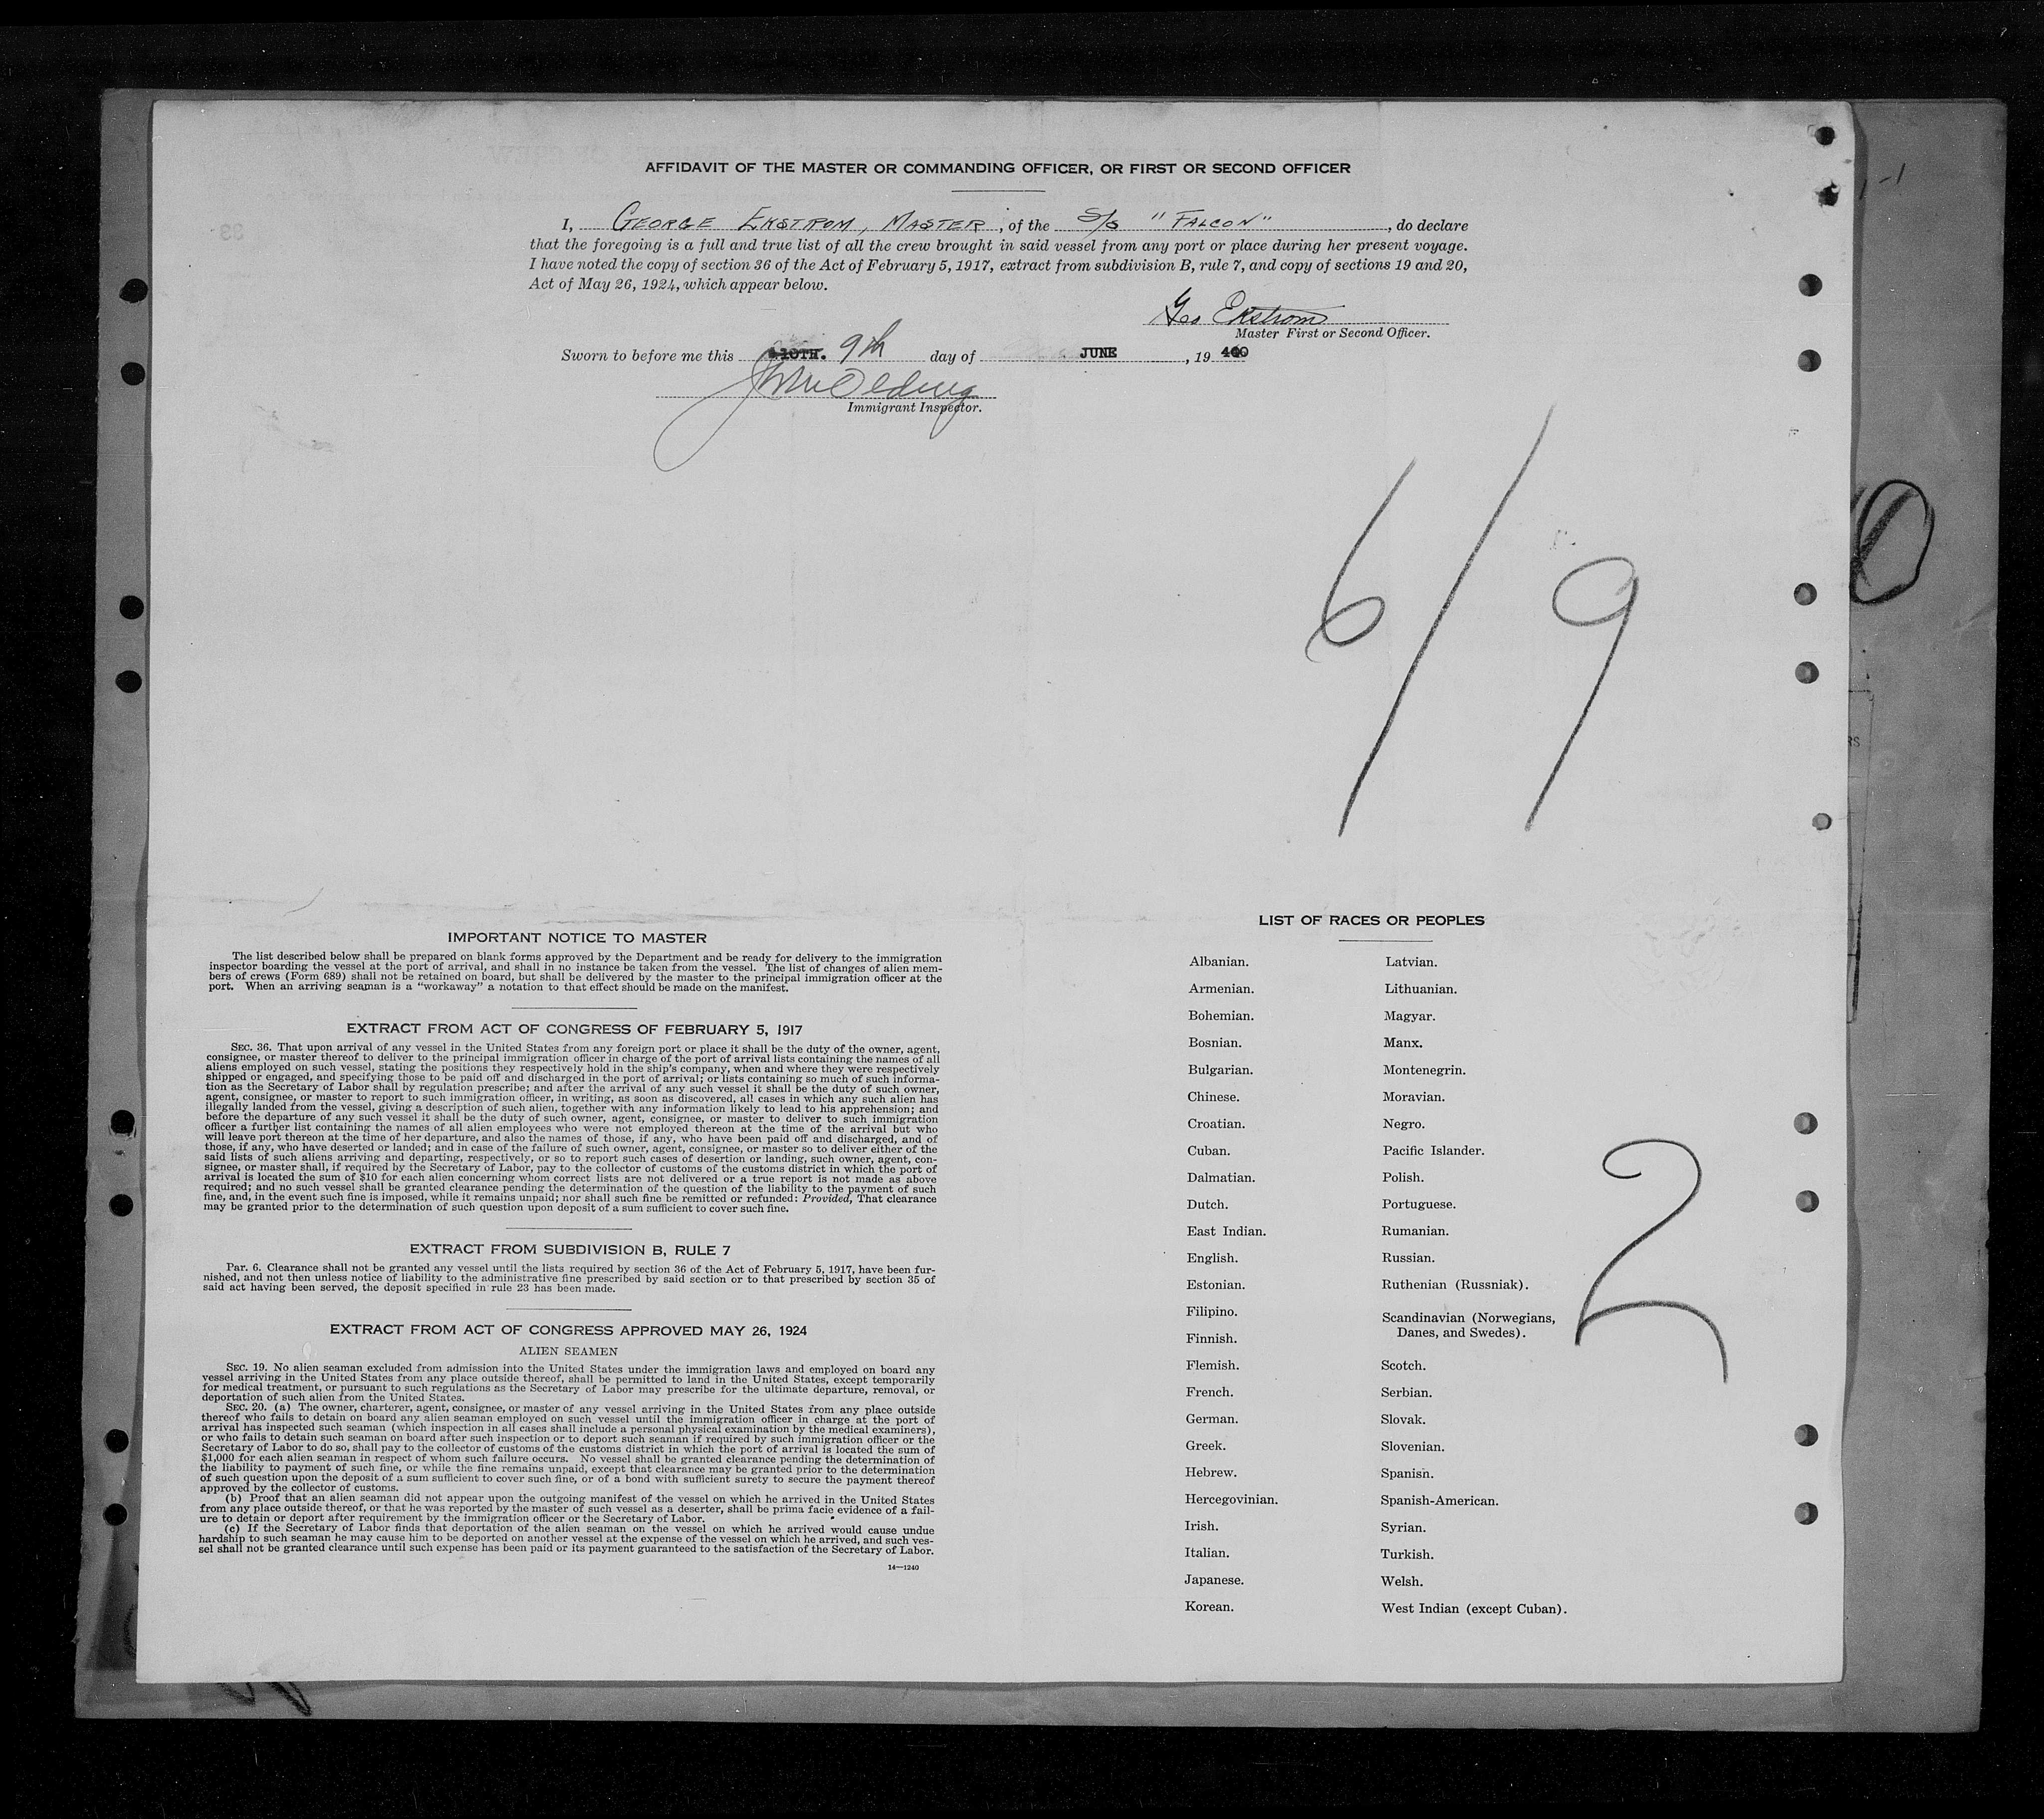 AFFIDAVIT OF THE MASTER OR COMMANDING OFFICER, OR FIRST OR SECOND OFFICER
I, GEORGE EKSTROM, MASTER, of the S/S "FALCON", do declare
that the foregoing is a full and true list of all the crew brought in said vessel from any port or place during her present voyage.
I have noted the copy of section 36 of the Act of February 5, 1917, extract from subdivision B, rule 7, and copy of sections 19 and 20,
Act of May 26, 1924, which appear below.
Geo Ekstrom
Master First or Second Officer.
Sworn to before me this 10TH. 9th day of JUNE, 19 40
Immigrant Inspector.
6/9
IMPORTANT NOTICE TO MASTER
The list described below shall be prepared on blank forms approved by the Department and be ready for delivery to the immigration
inspector boarding the vessel at the port of arrival, and shall in no instance be taken from the vessel. The list of changes of alien mem-
bers of crews (Form 689) shall not be retained on board, but shall be delivered by the master to the principal immigration officer at the
port. When an arriving seaman is a "workaway" a notation to that effect should be made on the manifest.
EXTRACT FROM ACT OF CONGRESS OF FEBRUARY 5, 1917
SEC. 36. That upon arrival of any vessel in the United States from any foreign port or place it shall be the duty of the owner, agent,
consignee, or master thereof to deliver to the principal immigration officer in charge of the port of arrival lists containing the names of all
aliens employed on such vessel, stating the positions they respectively hold in the ship's company, when and where they were respectively
shipped or engaged, and specifying those to be paid off and discharged in the port of arrival; or lists containing so much of such informa-
tion as the Secretary of Labor shall by regulation prescribe; and after the arrival of any such vessel it shall be the duty of such owner,
agent, consignee, or master to report to such immigration officer, in writing, as soon as discovered, all cases in which any such alien has
illegally landed from the vessel, giving a description of such alien, together with any information likely to lead to his apprehension; and
before the departure of any such vessel it shall be the duty of such owner, agent, consignee, or master to deliver to such immigration
officer a further list containing the names of all alien employees who were not employed thereon at the time of the arrival but who
will leave port thereon at the time of her departure, and also the names of those, if any, who have been paid off and discharged, and of
those, if any, who have deserted or landed; and in case of the failure of such owner, agent, consignee, or master so to deliver either of the
said lists of such aliens arriving and departing, respectively, or so to report such cases of desertion or landing, such owner, agent, con-
signee, or master shall, if required by the Secretary of Labor, pay to the collector of customs of the customs district in which the port of
arrival is located the sum of $10 for each alien concerning whom correct lists are not delivered or a true report is not made as above
required; and no such vessel shall be granted clearance pending the determination of the question of the liability to the payment of such
fine, and, in the event such fine is imposed, while it remains unpaid; nor shall such fine be remitted or refunded: Provided, That clearance
may be granted prior to the determination of such question upon deposit of a sum sufficient to cover such fine.
EXTRACT FROM SUBDIVISION B, RULE 7
Par. 6. Clearance shall not be granted any vessel until the lists required by section 36 of the Act of February 5, 1917, have been fur-
nished, and not then unless notice of liability to the administrative fine prescribed by said section or to that prescribed by section 35 of
said act having been served, the deposit specified in rule 23 has been made.
EXTRACT FROM ACT OF CONGRESS APPROVED MAY 26, 1924
ALIEN SEAMEN
SEC. 19. No alien seaman excluded from admission into the United States under the immigration laws and employed on board any
vessel arriving in the United States from any place outside thereof, shall be permitted to land in the United States, except temporarily
for medical treatment, or pursuant to such regulations as the Secretary of Labor may prescribe for the ultimate departure, removal, or
deportation of such alien from the United States.
SEC. 20. (a) The owner, charterer, agent, consignee, or master of any vessel arriving in the United States from any place outside
thereof who fails to detain on board any alien seaman employed on such vessel until the immigration officer in charge at the port of
arrival has inspected such seaman (which inspection in all cases shall include a personal physical examination by the medical examiners),
or who fails to detain such seaman on board after such inspection or to deport such seaman if required by such immigration officer or the
Secretary of Labor to do so, shall pay to the collector of customs of the customs district in which the port of arrival is located the sum of
$1,000 for each alien seaman in respect of whom such failure occurs. No vessel shall be granted clearance pending the determination of
the liability to payment of such fine, or while the fine remains unpaid, except that clearance may be granted prior to the determination
of such question upon the deposit of a sum sufficient to cover such fine, or of a bond with sufficient surety to secure the payment thereof
approved by the collector of customs.
(b) Proof that an alien seaman did not appear upon the outgoing manifest of the vessel on which he arrived in the United States
from any place outside thereof, or that he was reported by the master of such vessel as a deserter, shall be prima facie evidence of a fail-
ure to detain or deport after requirement by the immigration officer or the Secretary of Labor.
(c) If the Secretary of Labor finds that deportation of the alien seaman on the vessel on which he arrived would cause undue
hardship to such seaman he may cause him to be deported on another vessel at the expense of the vessel on which he arrived, and such ves-
sel shall not be granted clearance until such expense has been paid or its payment guaranteed to the satisfaction of the Secretary of Labor.
14—1240
LIST OF RACES OR PEOPLES
Albanian. Latvian.
Armenian. Lithuanian.
Bohemian. Magyar.
Bosnian. Manx.
Bulgarian. Montenegrin.
Chinese. Moravian.
Croatian. Negro.
Cuban. Pacific Islander.
Dalmatian. Polish.
Dutch. Portuguese.
East Indian. Rumanian.
English. Russian.
Estonian. Ruthenian (Russniak).
Filipino. Scandinavian (Norwegians,
Finnish. Danes, and Swedes).
Flemish. Scotch.
French. Serbian.
German. Slovak.
Greek. Slovenian.
Hebrew. Spanish.
Hercegovinian. Spanish-American.
Irish. Syrian.
Italian. Turkish.
Japanese. Welsh.
Korean. West Indian (except Cuban).
2